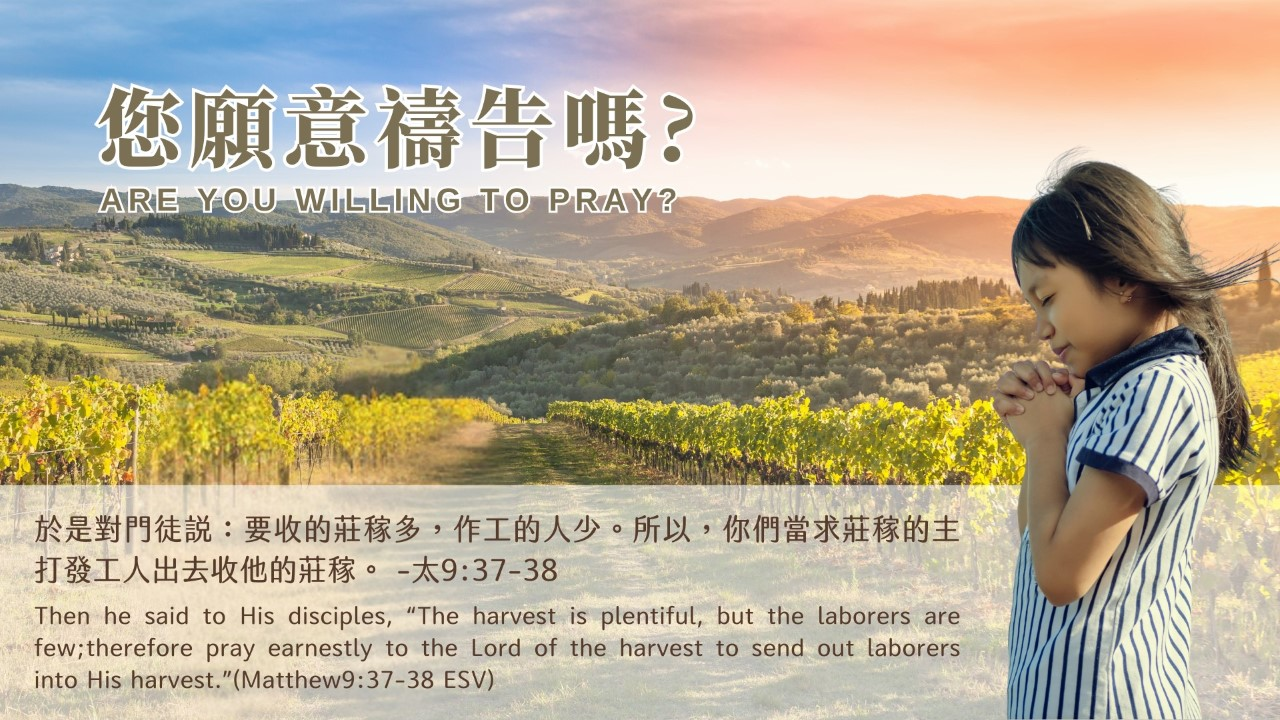 您願意禱告嗎?
ARE YOU WILLING TO PRAY?
於是對門徒説：要收的莊稼多，作工的人少。所以，你們當求莊稼的主
打發工人出去收他的莊稼。 -太9:37-38
Then he said to His disciples, “The harvest is plentiful, but the laborers are
few;therefore pray earnestly to the Lord of the harvest to send out laborers
into His harvest.”(Matthew9:37-38 ESV)